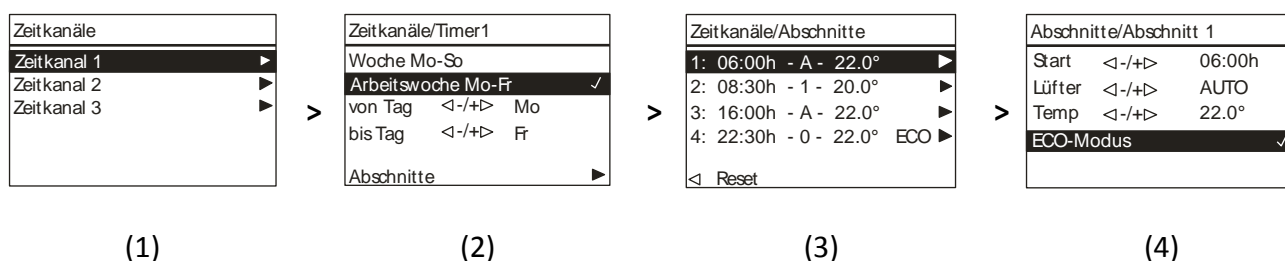 Zeitkanäle
Zeitkanal 1 ▶
Zeitkanal 2 ▶
Zeitkanal 3 ▶
(1)
>
Zeitkanäle/Timer1
Woche Mo-So
Arbeitswoche Mo-Fr ✓
von Tag ◁-/+▷ Mo
bis Tag ◁-/+▷ Fr
Abschnitte ▶
(2)
>
Zeitkanäle/Abschnitte
1: 06:00h - A - 22.0° ▶
2: 08:30h - 1 - 20.0° ▶
3: 16:00h - A - 22.0° ▶
4: 22:30h - 0 - 22.0° ECO ▶
◁ Reset
(3)
>
Abschnitte/Abschnitt 1
Start ◁-/+▷ 06:00h
Lüfter ◁-/+▷ AUTO
Temp ◁-/+▷ 22.0°
ECO-Modus ✓
(4)